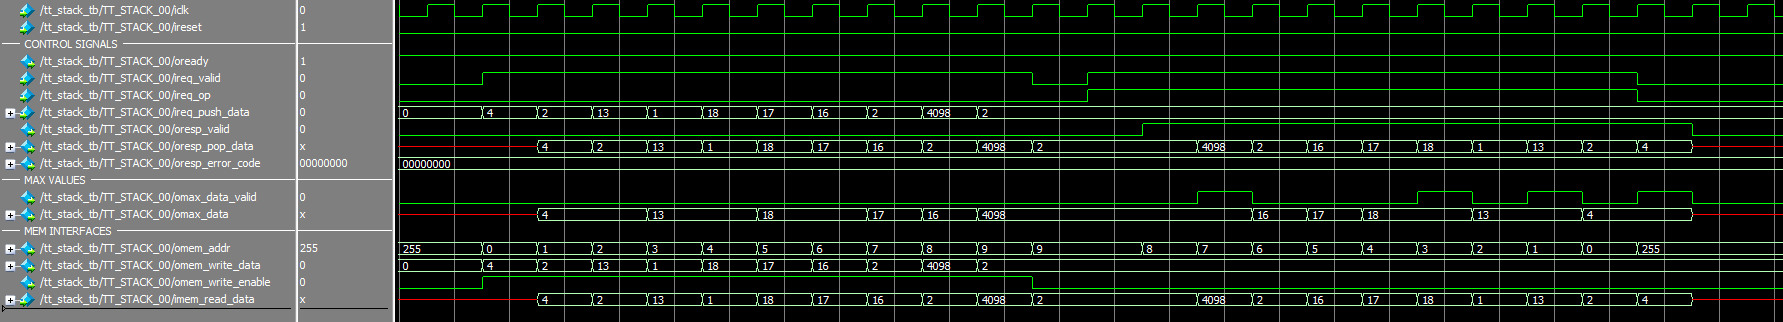 /tt_stack_tb/TT_STACK_00/iclk 0
/tt_stack_tb/TT_STACK_00/ireset 1
CONTROL SIGNALS
/tt_stack_tb/TT_STACK_00/oready 1
/tt_stack_tb/TT_STACK_00/ireq_valid 0
/tt_stack_tb/TT_STACK_00/ireq_op 0
/tt_stack_tb/TT_STACK_00/ireq_push_data 0 0 4 2 13 1 18 17 16 2 4098 2
/tt_stack_tb/TT_STACK_00/oresp_valid 0
/tt_stack_tb/TT_STACK_00/oresp_pop_data x 4 2 13 1 18 17 16 2 4098 2 4098 2 16 17 18 1 13 2 4
/tt_stack_tb/TT_STACK_00/oresp_error_code 00000000 00000000
MAX VALUES
/tt_stack_tb/TT_STACK_00/omax_data_valid 0
/tt_stack_tb/TT_STACK_00/omax_data x 4 13 18 17 16 4098 16 17 18 13 4
MEM INTERFACES
/tt_stack_tb/TT_STACK_00/omem_addr 255 255 0 1 2 3 4 5 6 7 8 9 9 8 7 6 5 4 3 2 1 0 255
/tt_stack_tb/TT_STACK_00/omem_write_data 0 0 4 2 13 1 18 17 16 2 4098 2
/tt_stack_tb/TT_STACK_00/omem_write_enable 0
/tt_stack_tb/TT_STACK_00/imem_read_data x 4 2 13 1 18 17 16 2 4098 2 4098 2 16 17 18 1 13 2 4